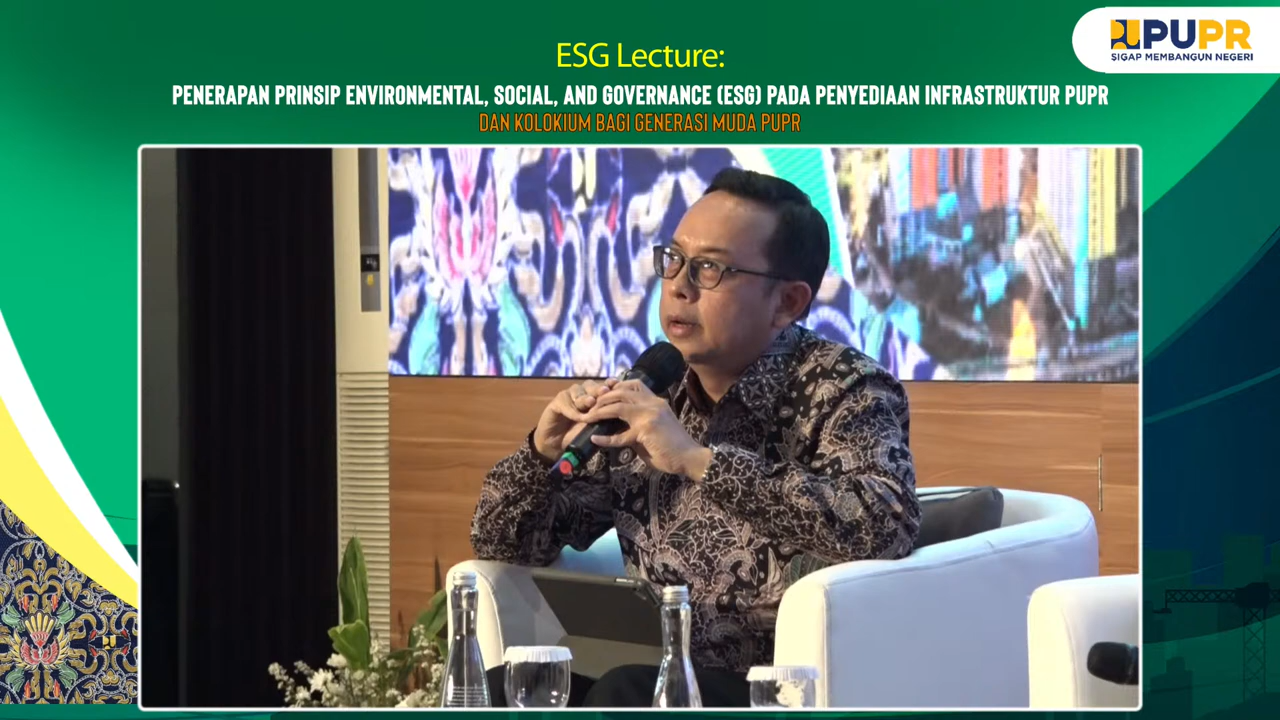 ESG Lecture:
PUPR
SIGAP MEMBANGUN NEGERI
PENERAPAN PRINSIP ENVIRONMENTAL, SOCIAL, AND GOVERNANCE (ESG) PADA PENYEDIAAN INFRASTRUKTUR PUPR
DAN KOLOKIUM BAGI GENERASI MUDA PUPR